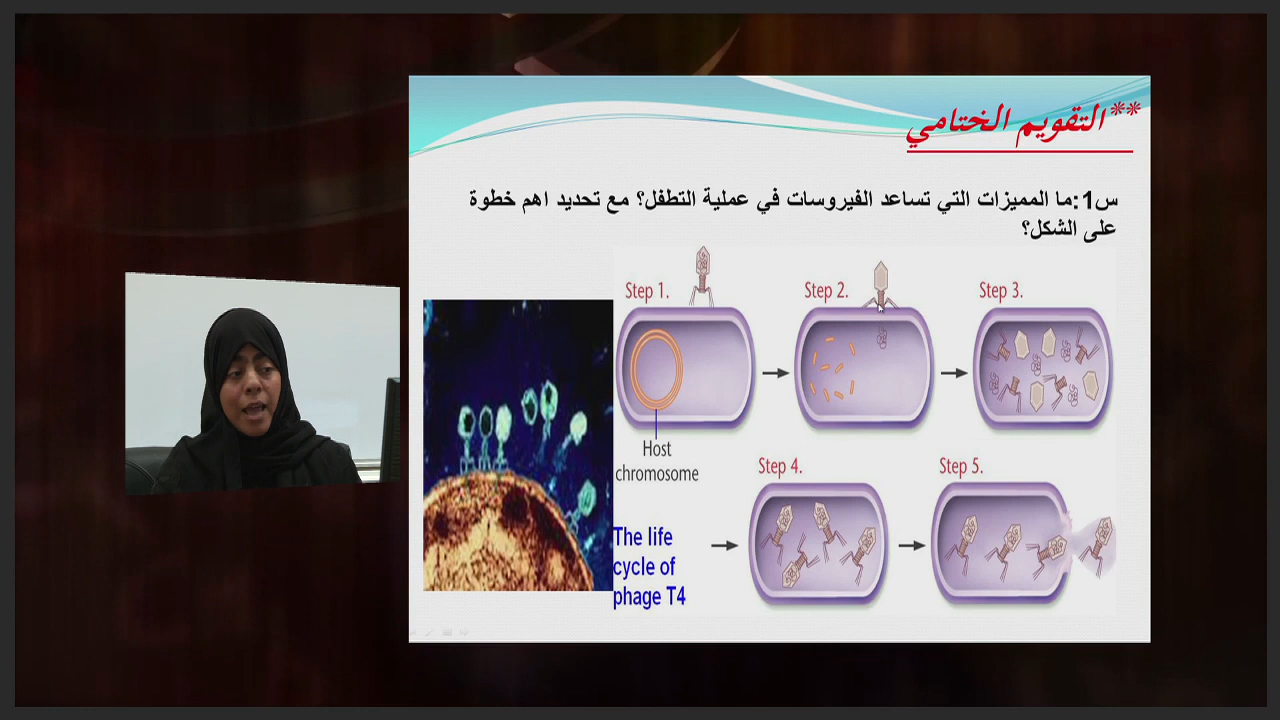 **التقويم الختامي
س1:ما المميزات التي تساعد الفيروسات في عملية التطفل؟ مع تحديد اهم خطوة
على الشكل؟
Step 1.
Step 2.
Step 3.
Host
chromosome
Step 4.
Step 5.
The life
cycle of
phage T4